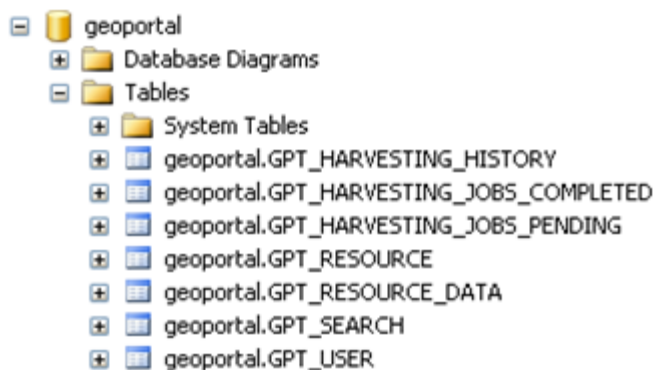 geoportal
Database Diagrams
Tables
System Tables
geoportal.GPT_HARVESTING_HISTORY
geoportal.GPT_HARVESTING_JOBS_COMPLETED
geoportal.GPT_HARVESTING_JOBS_PENDING
geoportal.GPT_RESOURCE
geoportal.GPT_RESOURCE_DATA
geoportal.GPT_SEARCH
geoportal.GPT_USER